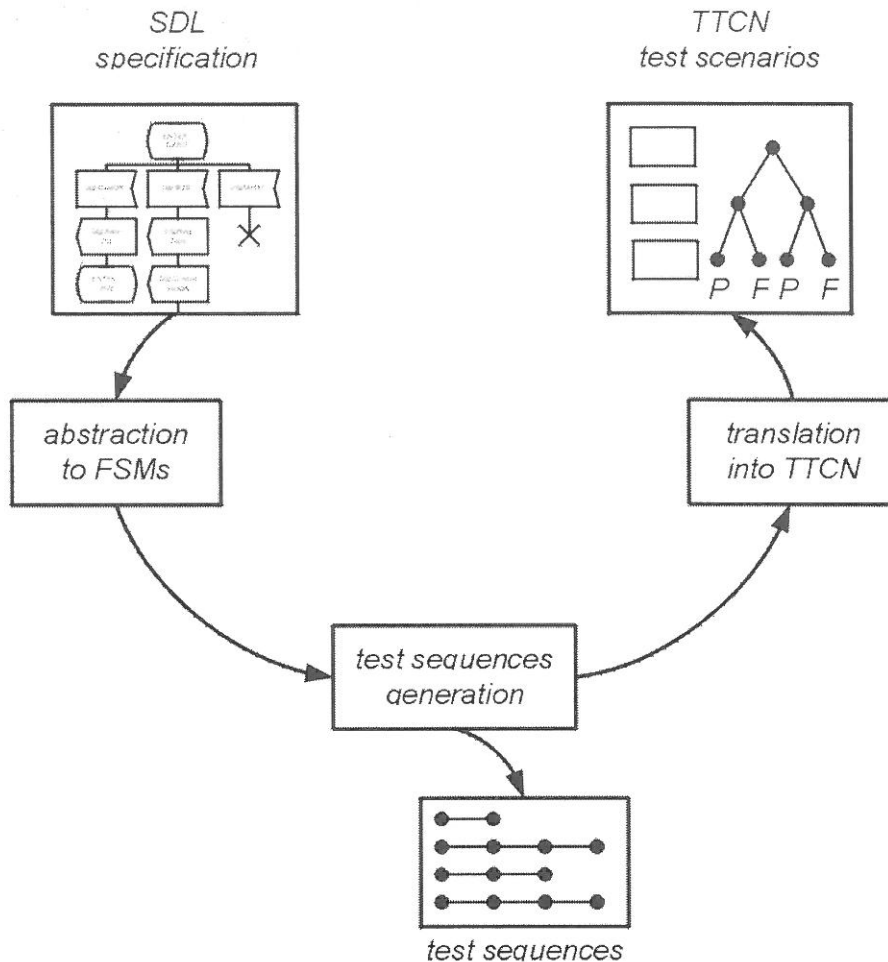 SDL
specification
TTCN
test scenarios
P F P F
abstraction
to FSMs
translation
into TTCN
test sequences
generation
test sequences